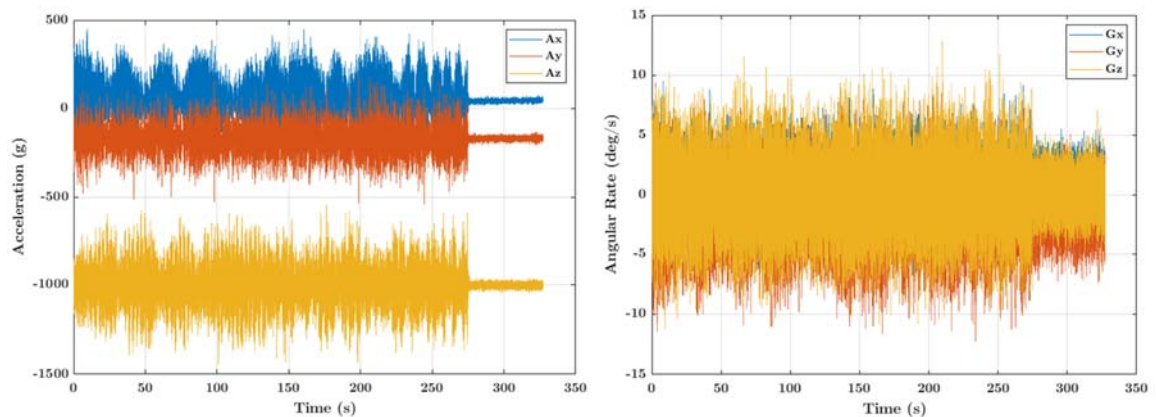 500
0
-500
-1000
-1500
Acceleration (g)
0 50 100 150 200 250 300 350
Time (s)
Ax
Ay
Az
15
10
5
0
-5
-10
-15
Angular Rate (deg/s)
0 50 100 150 200 250 300 350
Time (s)
Gx
Gy
Gz